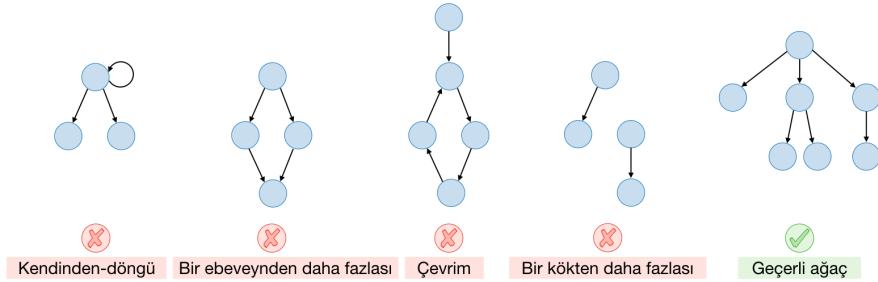 Kendinden-döngü
Bir ebeveynden daha fazlası
Çevrim
Bir kökten daha fazlası
Geçerli ağaç